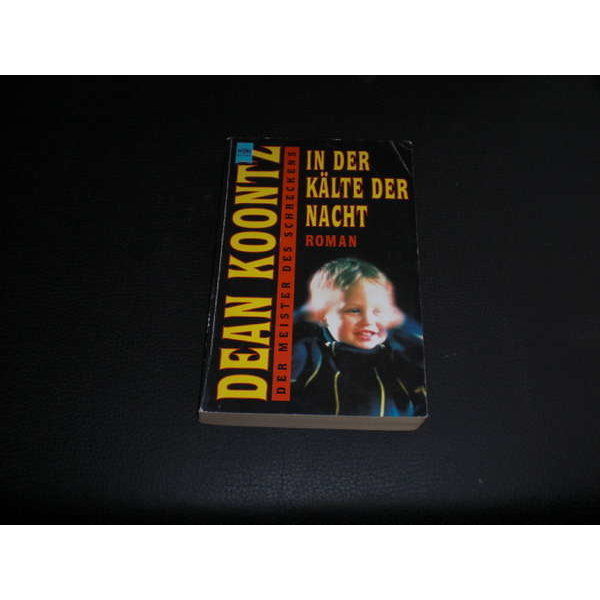 DEAN KOONTZ
DER MEISTER DES SCHRECKENS
IN DER
KÄLTE DER
NACHT
ROMAN